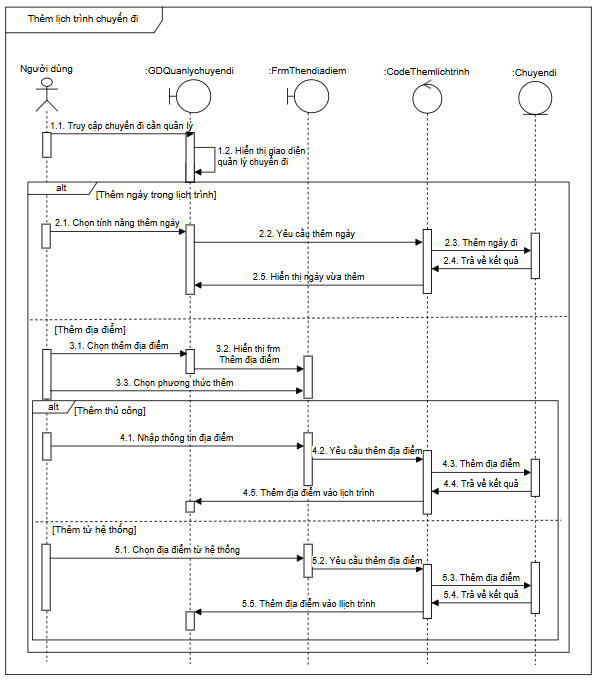 Thêm lịch trình chuyến đi
Người dùng
:GDQuanlychuyendi
:FrmThendiadiem
:CodeThemlichtrinh
:Chuyendi
1.1. Truy cập chuyến đi cần quản lý
1.2. Hiển thị giao diện
quản lý chuyến đi
alt
[Thêm ngày trong lịch trình]
2.1. Chọn tính năng thêm ngày
2.2. Yêu cầu thêm ngày
2.3. Thêm ngày đi
2.4. Trả về kết quả
2.5. Hiển thị ngày vừa thêm
[Thêm địa điểm]
3.1. Chọn thêm địa điểm
3.2. Hiển thị frm
Thêm địa điểm
3.3. Chọn phương thức thêm
alt
[Thêm thủ công]
4.1. Nhập thông tin địa điểm
4.2. Yêu cầu thêm địa điểm
4.3. Thêm địa điểm
4.4. Trả về kết quả
4.5. Thêm địa điểm vào lịch trình
[Thêm từ hệ thống]
5.1. Chọn địa điểm từ hệ thống
5.2. Yêu cầu thêm địa điểm
5.3. Thêm địa điểm
5.4. Trả về kết quả
5.5. Thêm địa điểm vào llịch trình